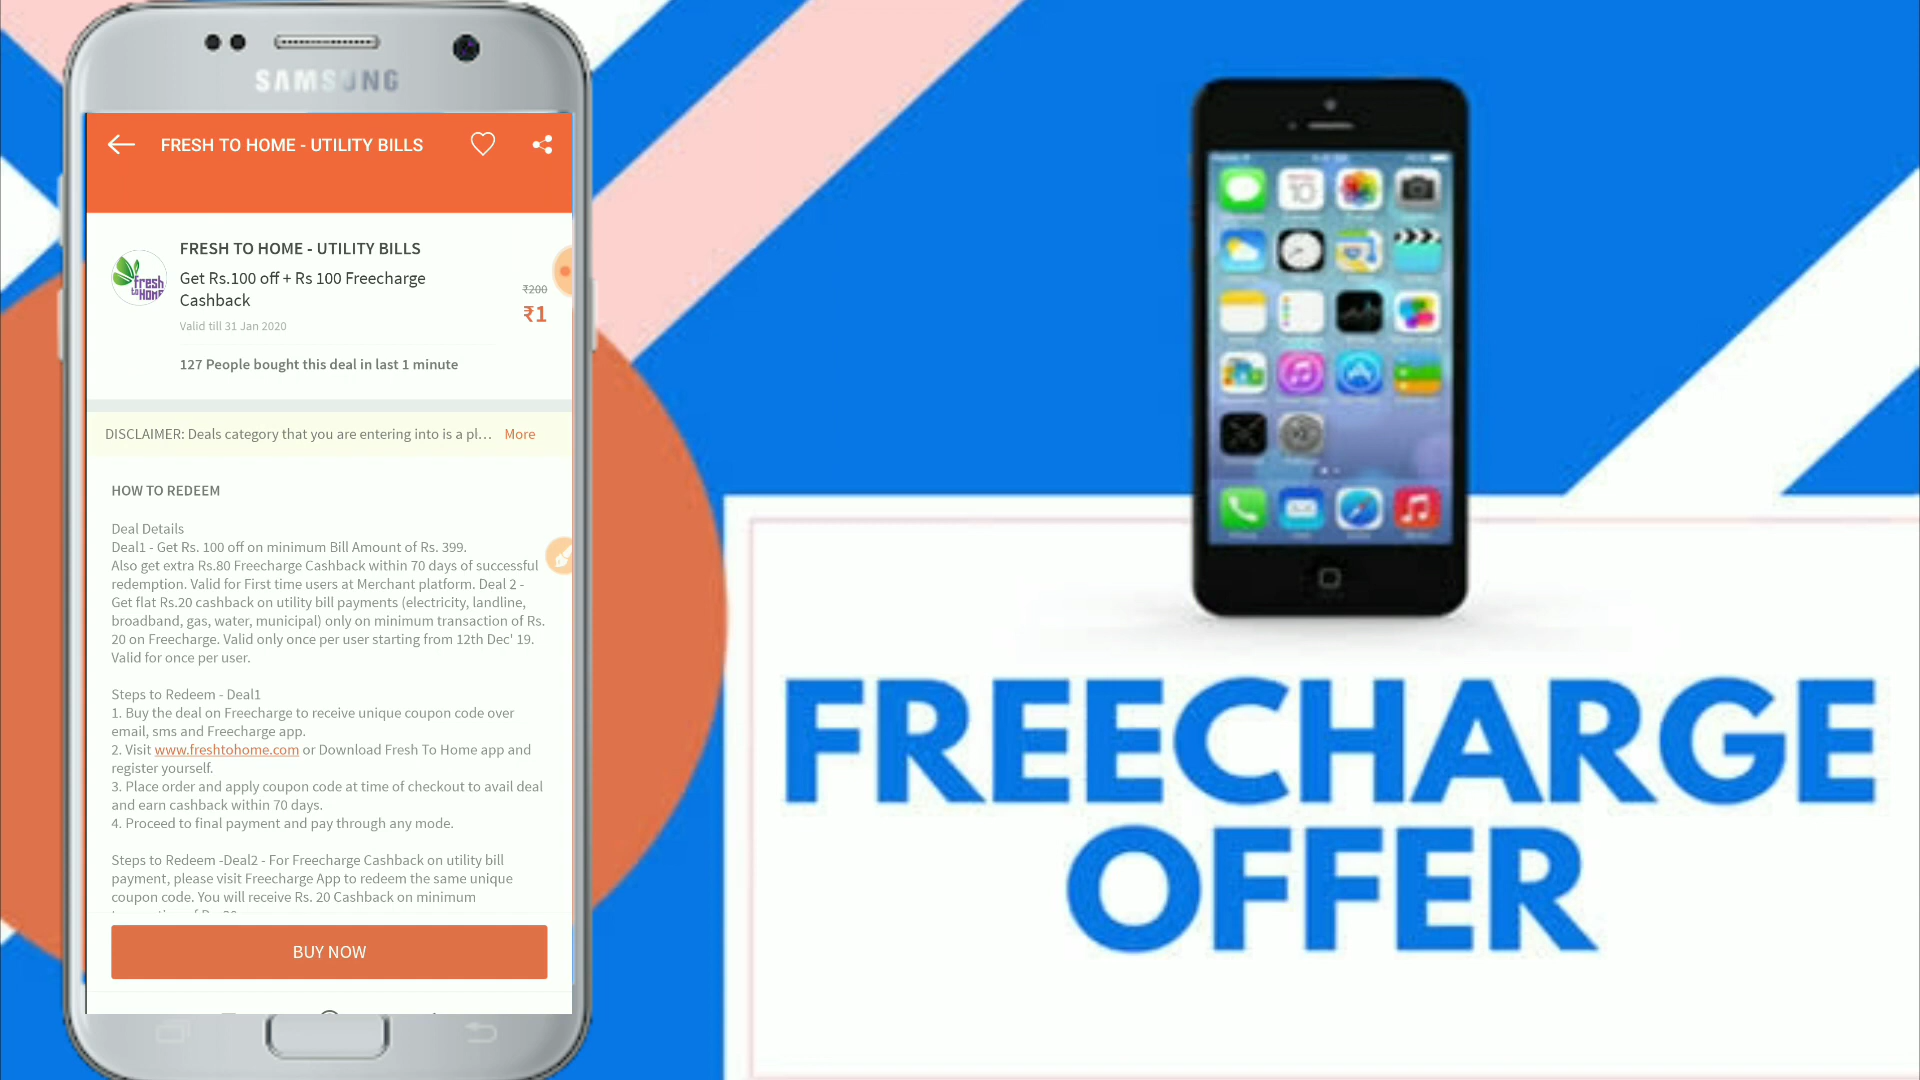 SAMSUNG
FRESH TO HOME - UTILITY BILLS
FRESH TO HOME - UTILITY BILLS
Get Rs.100 off + Rs 100 Freecharge
Cashback
Valid till 31 Jan 2020
₹200
₹1
fresh
to HOME
127 People bought this deal in last 1 minute
DISCLAIMER: Deals category that you are entering into is a pl... More
HOW TO REDEEM
Deal Details
Deal1 - Get Rs. 100 off on minimum Bill Amount of Rs. 399.
Also get extra Rs.80 Freecharge Cashback within 70 days of successful
redemption. Valid for First time users at Merchant platform. Deal 2 -
Get flat Rs.20 cashback on utility bill payments (electricity, landline,
broadband, gas, water, municipal) only on minimum transaction of Rs.
20 on Freecharge. Valid only once per user starting from 12th Dec' 19.
Valid for once per user.
Steps to Redeem - Deal1
1. Buy the deal on Freecharge to receive unique coupon code over
email, sms and Freecharge app.
2. Visit www.freshtohome.com or Download Fresh To Home app and
register yourself.
3. Place order and apply coupon code at time of checkout to avail deal
and earn cashback within 70 days.
4. Proceed to final payment and pay through any mode.
Steps to Redeem -Deal2 - For Freecharge Cashback on utility bill
payment, please visit Freecharge App to redeem the same unique
coupon code. You will receive Rs. 20 Cashback on minimum
BUY NOW
10
FREECHARGE
OFFER